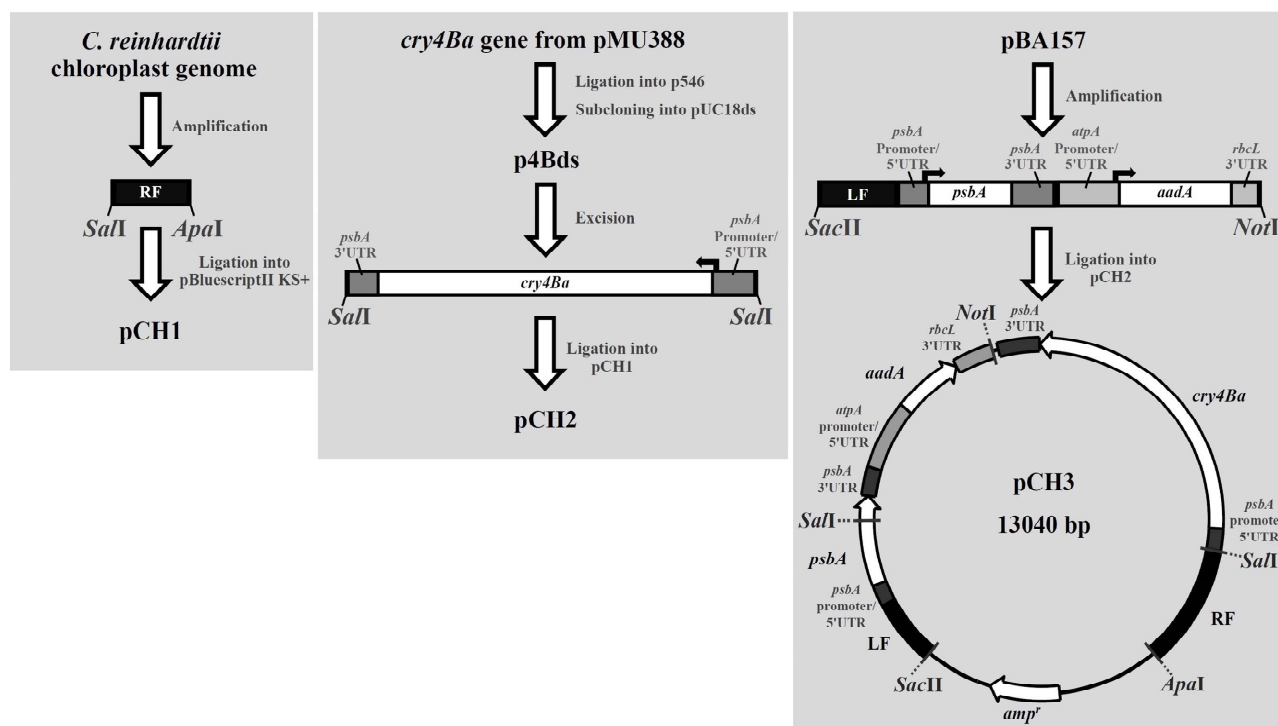 C. reinhardtii
chloroplast genome
Amplification
RF
SalI
ApaI
Ligation into
pBluescriptII KS+
pCH1
cry4Ba gene from pMU388
Ligation into p546
Subcloning into pUC18ds
p4Bds
Excision
psbA
3'UTR
psbA
Promoter/
5'UTR
cry4Ba
SalI
SalI
Ligation into
pCH1
pCH2
pBA157
Amplification
psbA
Promoter/
5'UTR
psbA
3'UTR
atpA
Promoter/
5'UTR
rbcL
3'UTR
LF
psbA
aadA
SacII
NotI
Ligation into
pCH2
NotI
psbA
3'UTR
rbcL
3'UTR
aadA
cry4Ba
atpA
promoter/
5'UTR
psbA
3'UTR
pCH3
13040 bp
SalI
psbA
promoter/
5'UTR
SalI
psbA
psbA
promoter/
5'UTR
RF
LF
SacII
ApaI
ampr